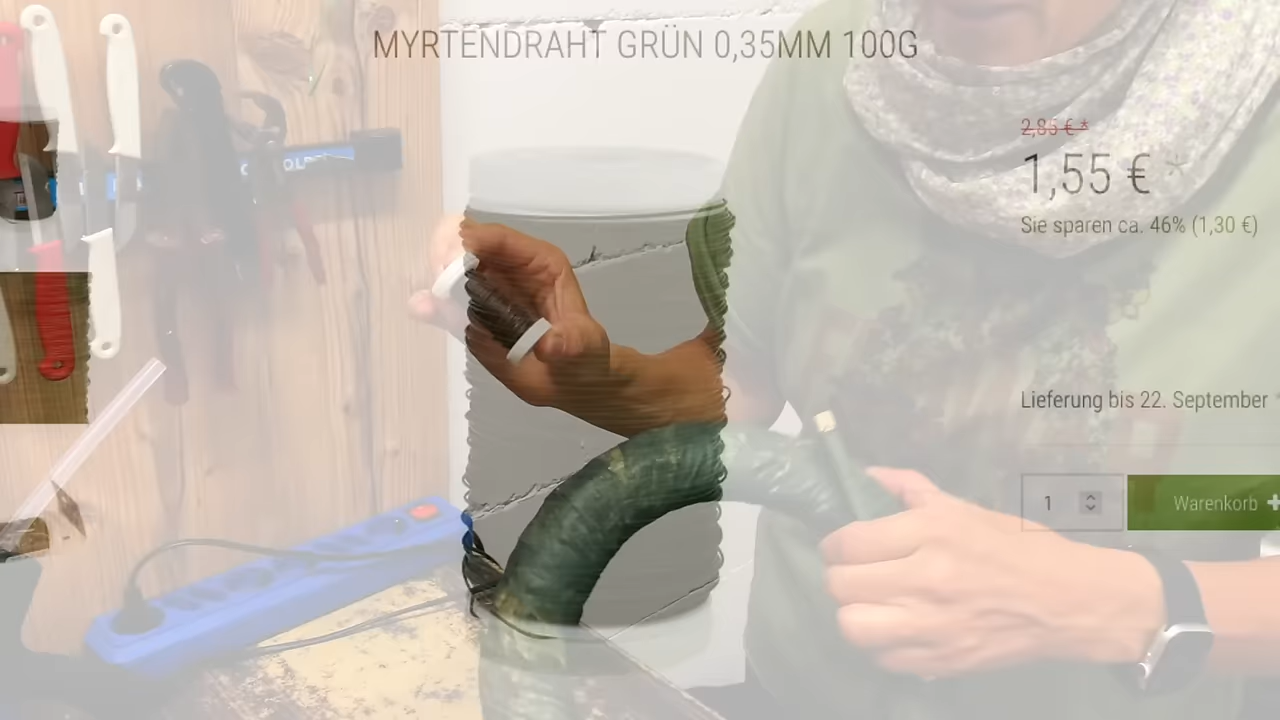 MYRTENDRAHT GRÜN 0,35MM 100G
2,85 € *
1,55 € *
Sie sparen ca. 46% (1,30 €)
Lieferung bis 22. September
1
Warenkorb +